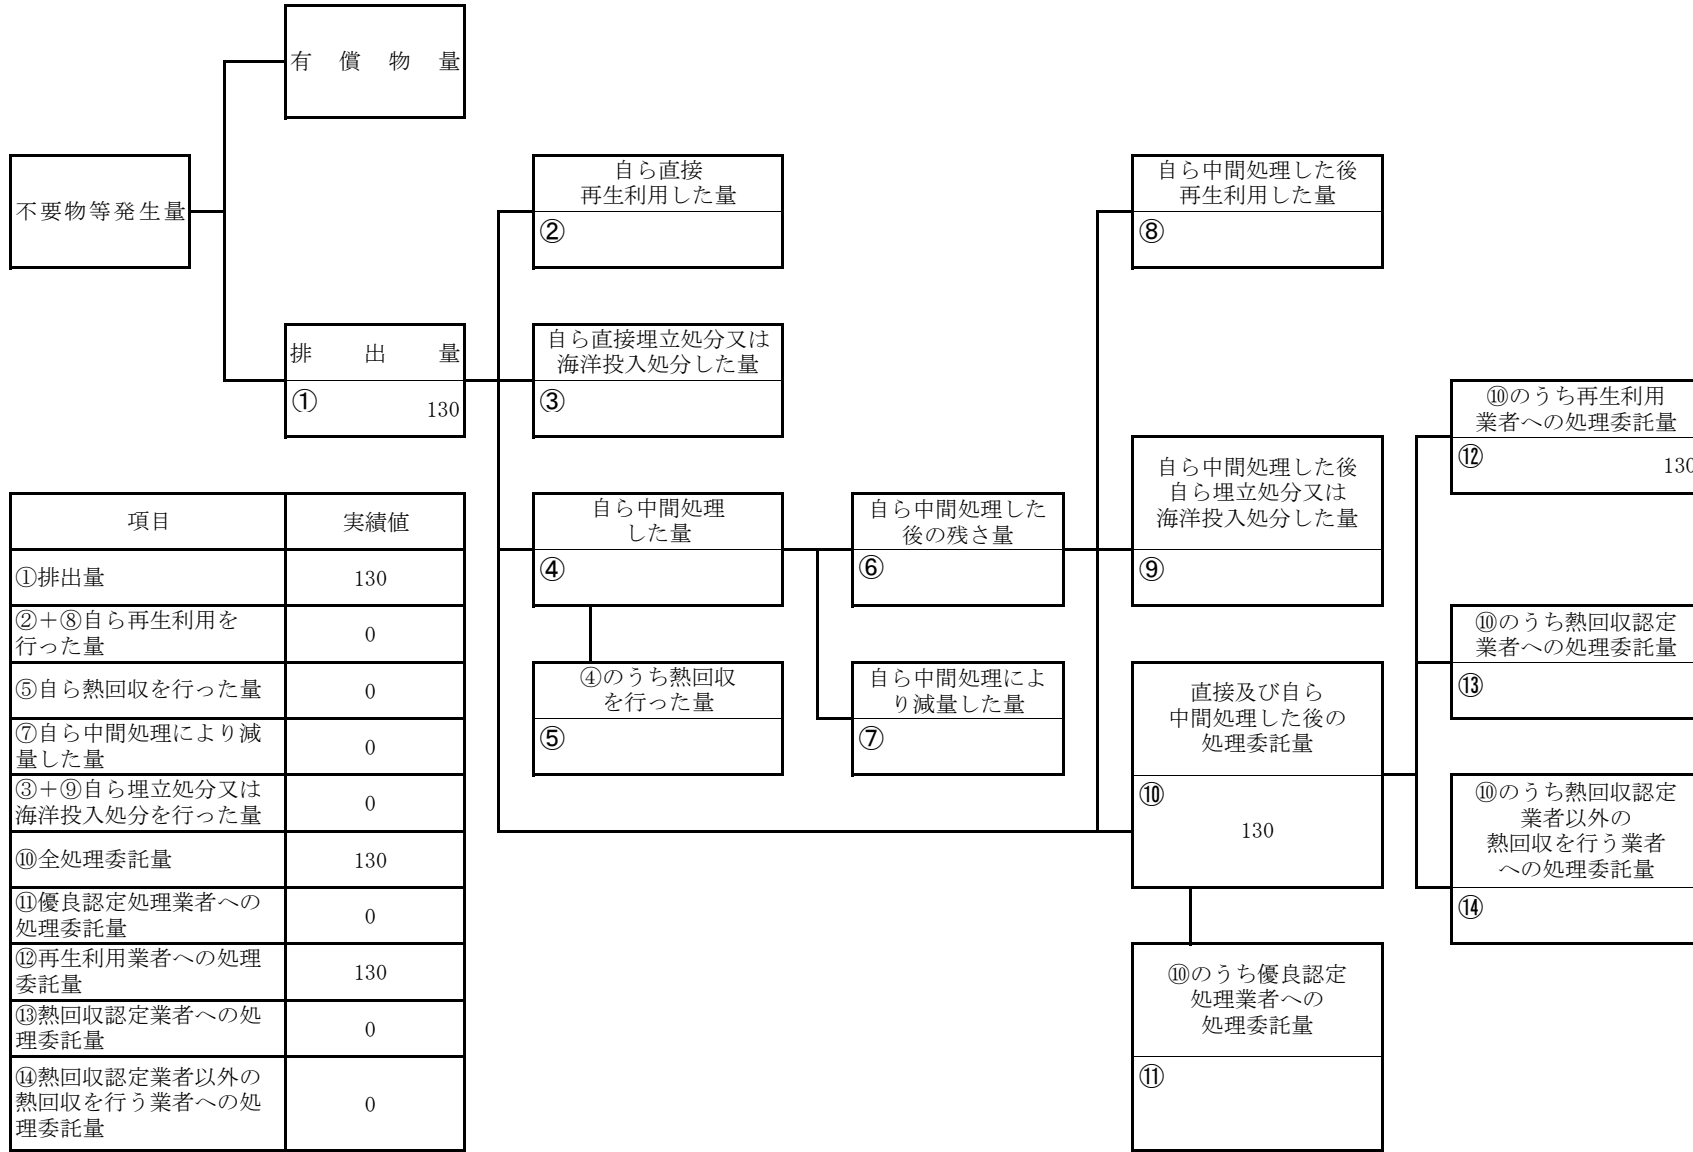 有償物量
不要物等発生量
排出量
①
130
自ら直接
再生利用した量
②
自ら直接埋立処分又は
海洋投入処分した量
③
自ら中間処理
した量
④
④のうち熱回収
を行った量
⑤
自ら中間処理した
後の残さ量
⑥
自ら中間処理によ
り減量した量
⑦
自ら中間処理した後
再生利用した量
⑧
自ら中間処理した後
自ら埋立処分又は
海洋投入処分した量
⑨
直接及び自ら
中間処理した後の
処理委託量
⑩
130
⑩のうち優良認定
処理業者への
処理委託量
⑪
⑩のうち再生利用
業者への処理委託量
⑫
130
⑩のうち熱回収認定
業者への処理委託量
⑬
⑩のうち熱回収認定
業者以外の
熱回収を行う業者
への処理委託量
⑭
項目 実績値
①排出量 130
②+⑧自ら再生利用を
行った量 0
⑤自ら熱回収を行った量 0
⑦自ら中間処理により減
量した量 0
③+⑨自ら埋立処分又は
海洋投入処分を行った量 0
⑩全処理委託量 130
⑪優良認定処理業者への
処理委託量 0
⑫再生利用業者への処理
委託量 130
⑬熱回収認定業者への処
理委託量 0
⑭熱回収認定業者以外の
熱回収を行う業者への処
理委託量 0